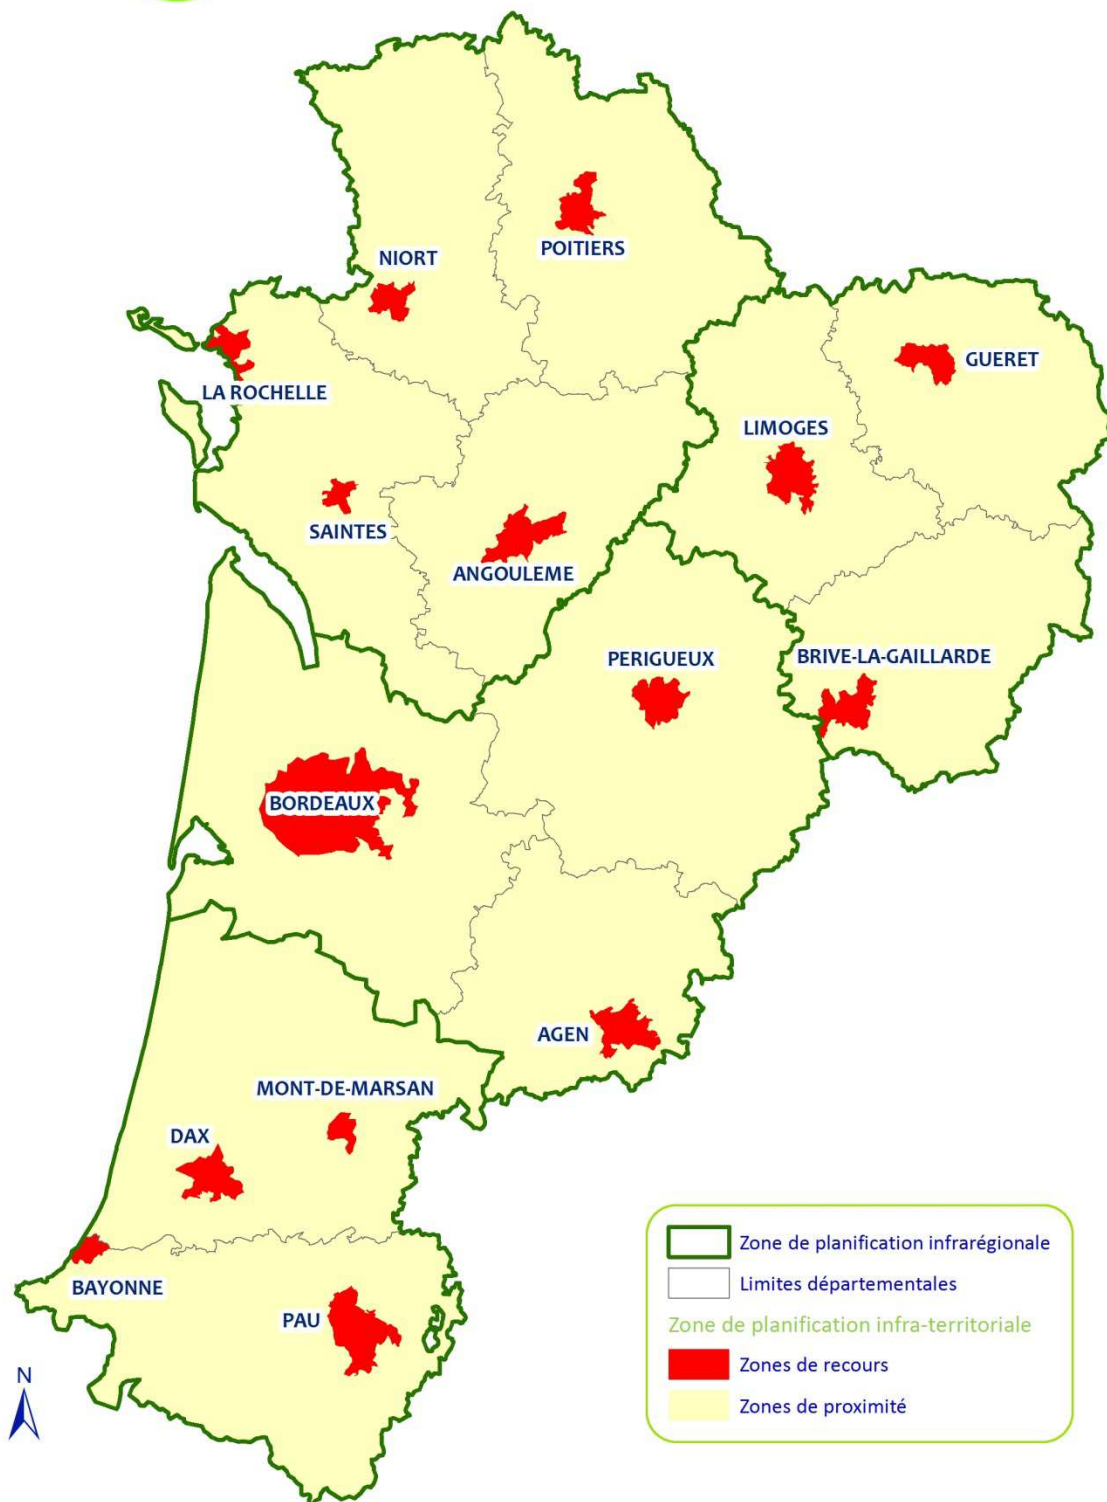 POITIERS
NIORT
GUERET
LA ROCHELLE
LIMOGES
SAINTES
ANGOULEME
PERIGUEUX
BRIVE-LA-GAILLARDE
BORDEAUX
AGEN
MONT-DE-MARSAN
DAX
BAYONNE
PAU
N
Zone de planification infrarégionale
Limites départementales
Zone de planification infra-territoriale
Zones de recours
Zones de proximité